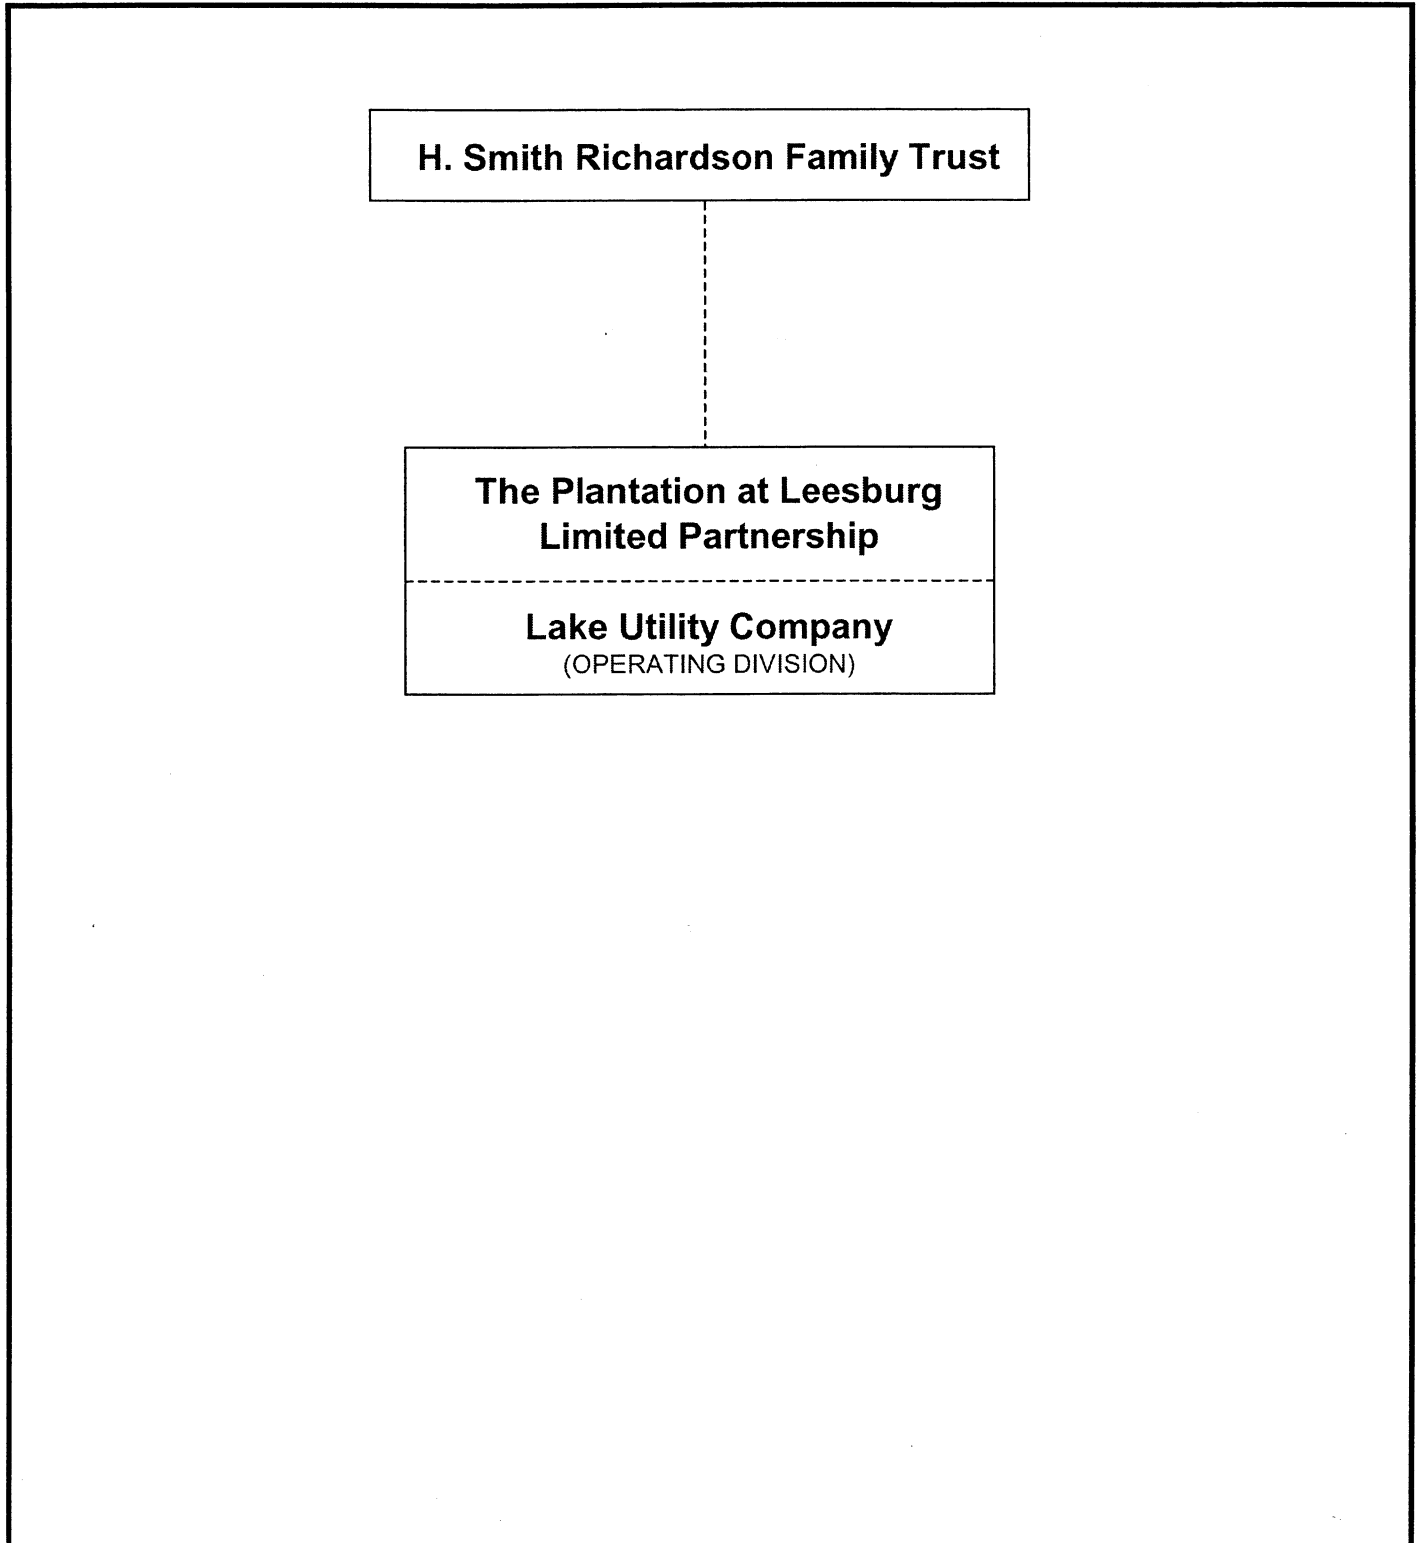 H. Smith Richardson Family Trust
The Plantation at Leesburg
Limited Partnership
Lake Utility Company
(OPERATING DIVISION)